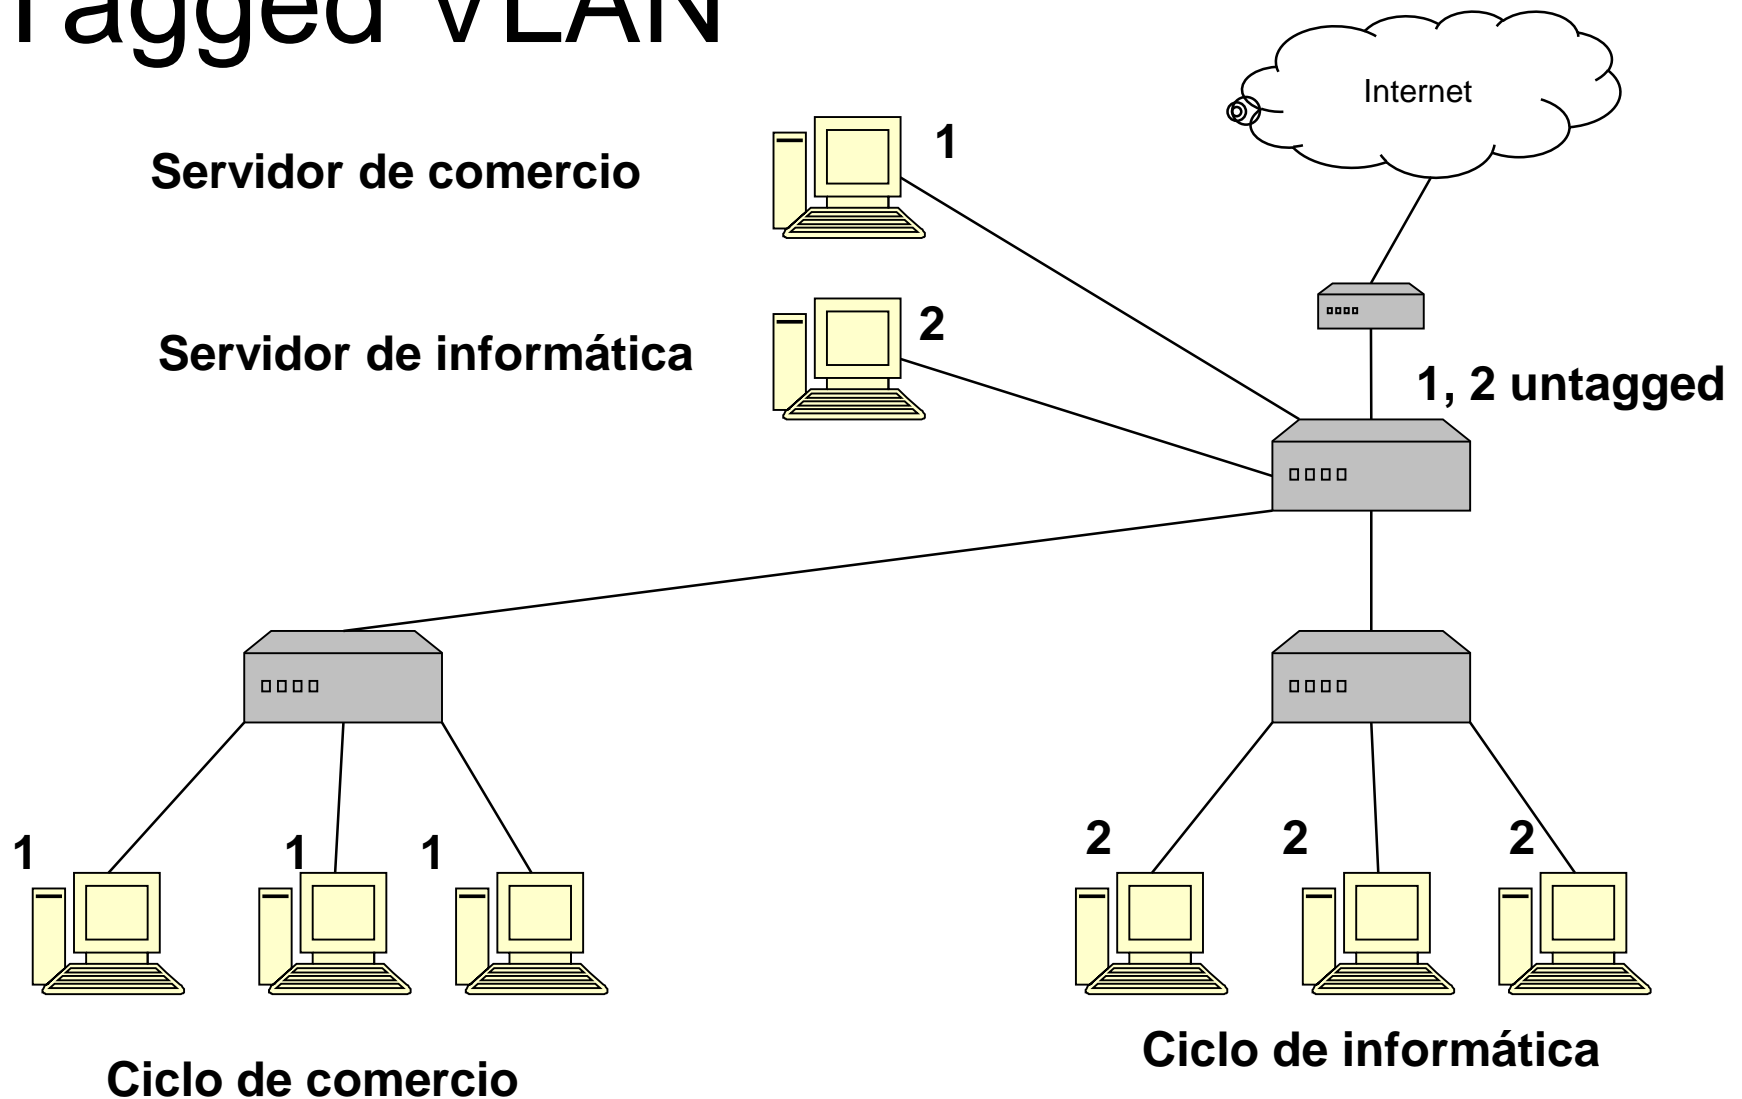 Tagged VLAN
Internet
1
Servidor de comercio
2
Servidor de informática
1, 2 untagged
1
1
1
2
2
2
Ciclo de informática
Ciclo de comercio